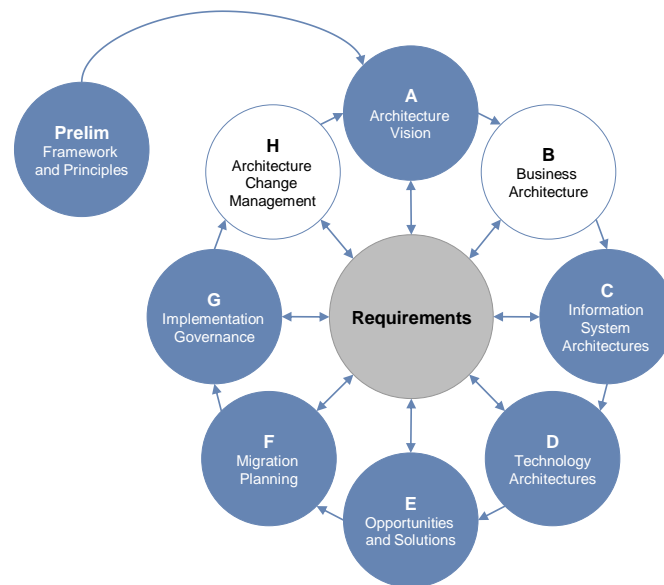 Prelim
Framework
and Principles
A
Architecture
Vision
B
Business
Architecture
C
Information
System
Architectures
D
Technology
Architectures
E
Opportunities
and Solutions
F
Migration
Planning
G
Implementation
Governance
H
Architecture
Change
Management
Requirements